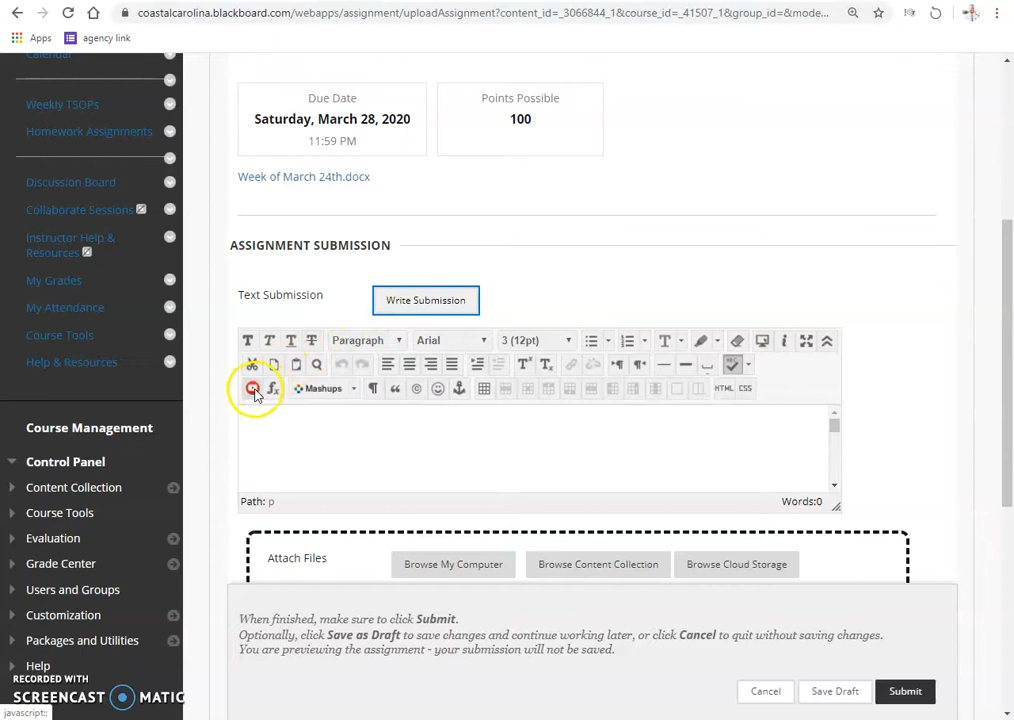 coastalcarolina.blackboard.com/webapps/assignment/uploadAssignment?content_id=_3066844_1&course_id=_41507_1&group_id=&mode...
Apps
agency link
Calendar
Weekly TSOPs
Homework Assignments
Discussion Board
Collaborate Sessions
Instructor Help &
Resources
My Grades
My Attendance
Course Tools
Help & Resources
Course Management
Control Panel
Content Collection
Course Tools
Evaluation
Grade Center
Users and Groups
Customization
Packages and Utilities
Help
RECORDED WITH
SCREENCAST MATIC
javascript:;
Due Date
Saturday, March 28, 2020
11:59 PM
Points Possible
100
Week of March 24th.docx
ASSIGNMENT SUBMISSION
Text Submission
Write Submission
T T T T Paragraph Arial 3 (12pt) T
T T ABC
fx Mashups HTML CSS
Path: p
Words:0
Attach Files
Browse My Computer
Browse Content Collection
Browse Cloud Storage
When finished, make sure to click Submit.
Optionally, click Save as Draft to save changes and continue working later, or click Cancel to quit without saving changes.
You are previewing the assignment - your submission will not be saved.
Cancel
Save Draft
Submit